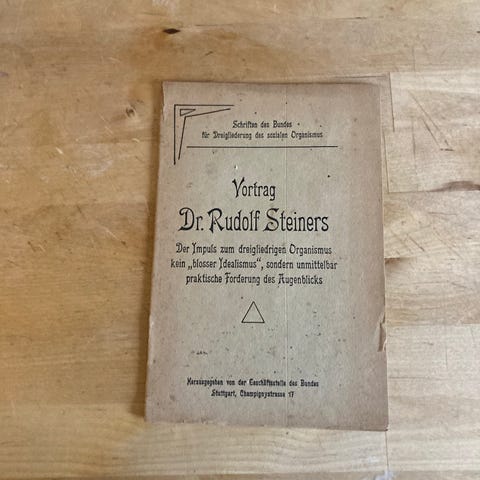 Schriften des Bundes
für Dreigliederung des sozialen Organismus
Vortrag
Dr. Rudolf Steiners
Der Impuls zum dreigliedrigen Organismus
kein „blosser Idealismus", sondern unmittelbar
praktische Forderung des Augenblicks
Herausgegeben von der Geschäftsstelle des Bundes
Stuttgart, Champignystrasse 17